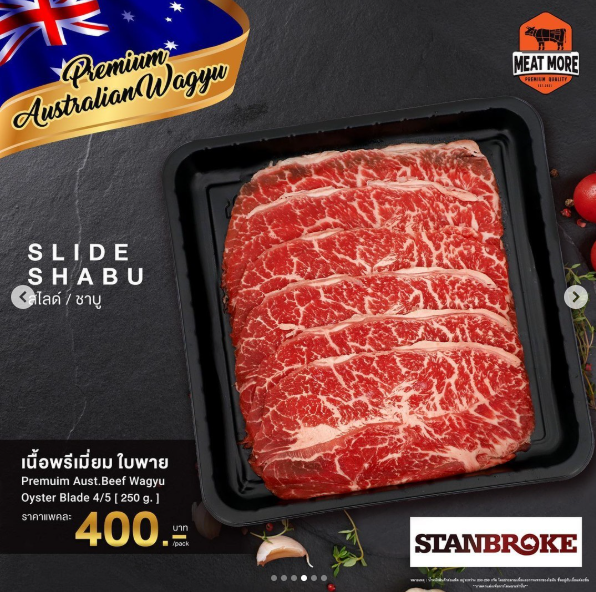 Premium
Australian Wagyu
MEAT MORE
PREMIUM QUALITY
SLIDE
SHABU
สไลด์ / ชาบู
เนื้อพรีเมี่ยม ใบพาย
Premuim Aust.Beef Wagyu
Oyster Blade 4/5 [ 250 g. ]
ราคาแพคละ
400.-
บาท
/pack
STANBROKE